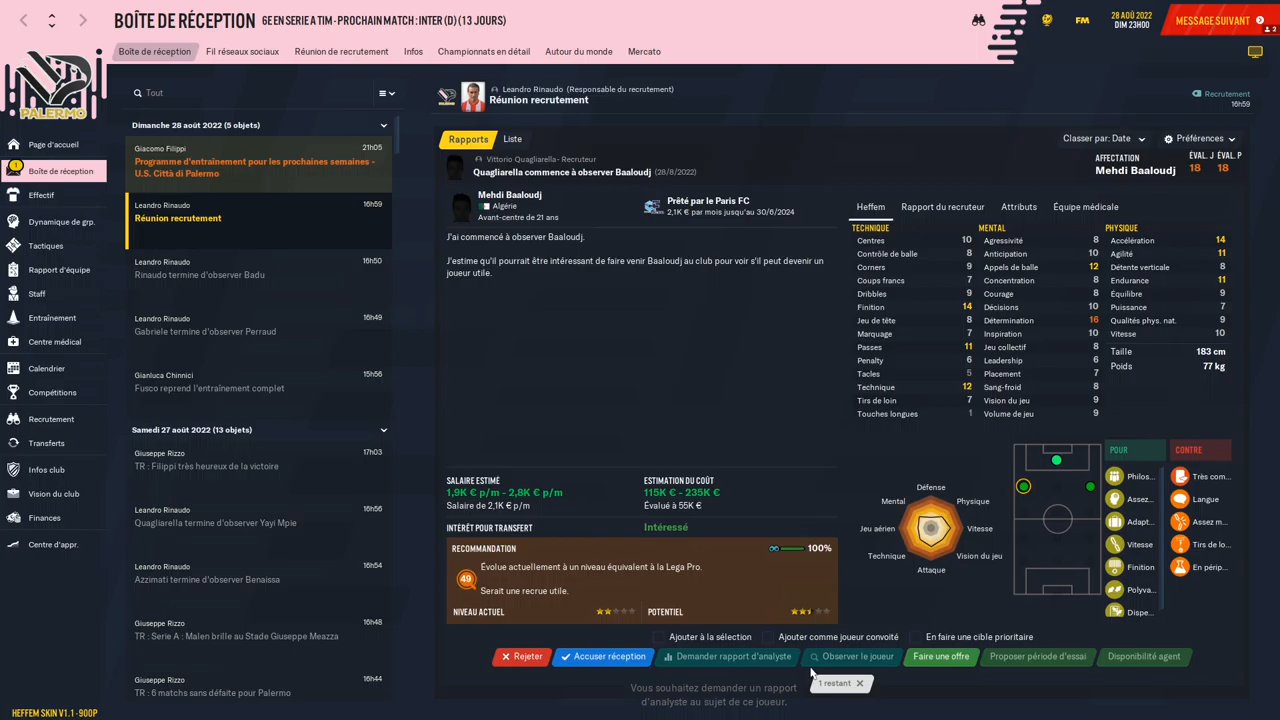 BOÎTE DE RÉCEPTION
6E EN SERIE A TIM - PROCHAIN MATCH : INTER (D) (13 JOURS)
FM
28 AOÛ 2022
DIM 23H00
MESSAGE SUIVANT
2
Boîte de réception
Fil réseaux sociaux
Réunion de recrutement
Infos
Championnats en détail
Autour du monde
Mercato
PALERMO
Page d'accueil
1
Boîte de réception
Effectif
Dynamique de grp.
Tactiques
Rapport d'équipe
Staff
Entraînement
Centre médical
Calendrier
Compétitions
Recrutement
Transferts
Infos club
Vision du club
Finances
Centre d'appr.
HEFFEM SKIN V1.1 - 900P
Tout
Dimanche 28 août 2022 (5 objets)
Giacomo Filippi 21h05
Programme d'entraînement pour les prochaines semaines -
U.S. Città di Palermo
Leandro Rinaudo 16h59
Réunion recrutement
Leandro Rinaudo 16h50
Rinaudo termine d'observer Badu
Leandro Rinaudo 16h49
Gabriele termine d'observer Perraud
Gianluca Chinnici 15h56
Fusco reprend l'entraînement complet
Samedi 27 août 2022 (13 objets)
Giuseppe Rizzo 17h03
TR : Filippi très heureux de la victoire
Leandro Rinaudo 16h56
Quagliarella termine d'observer Yayi Mpie
Leandro Rinaudo 16h54
Azzimati termine d'observer Benaissa
Giuseppe Rizzo 16h48
TR : Serie A : Malen brille au Stade Giuseppe Meazza
Giuseppe Rizzo 16h44
TR : 6 matchs sans défaite pour Palermo
Leandro Rinaudo (Responsable du recrutement)
Réunion recrutement
Recrutement
16h59
Rapports
Liste
Classer par: Date
Préférences
Vittorio Quagliarella- Recruteur
Quagliarella commence à observer Baaloudj (28/8/2022)
AFFECTATION
Mehdi Baaloudj
ÉVAL. J ÉVAL. P
18 18
Mehdi Baaloudj
Algérie
Avant-centre de 21 ans
Prêté par le Paris FC
2,1K € par mois jusqu'au 30/6/2024
J'ai commencé à observer Baaloudj.
J'estime qu'il pourrait être intéressant de faire venir Baaloudj au club pour voir s'il peut devenir un
joueur utile.
Heffem
Rapport du recruteur
Attributs
Équipe médicale
TECHNIQUE
Centres 10
Contrôle de balle 8
Corners 9
Coups francs 7
Dribbles 9
Finition 14
Jeu de tête 8
Marquage 7
Passes 11
Penalty 6
Tacles 5
Technique 12
Tirs de loin 7
Touches longues 1
MENTAL
Agressivité 8
Anticipation 10
Appels de balle 12
Concentration 8
Courage 8
Décisions 10
Détermination 16
Inspiration 10
Jeu collectif 8
Leadership 6
Placement 7
Sang-froid 8
Vision du jeu 9
Volume de jeu 9
PHYSIQUE
Accélération 14
Agilité 11
Détente verticale 8
Endurance 11
Équilibre 9
Puissance 7
Qualités phys. nat. 9
Vitesse 10
Taille 183 cm
Poids 77 kg
SALAIRE ESTIMÉ
1,9K € p/m - 2,8K € p/m
Salaire de 2,1K € p/m
ESTIMATION DU COÛT
115K € - 235K €
Évalué à 55K €
INTÉRÊT POUR TRANSFERT
Intéressé
RECOMMANDATION
100%
49
Évolue actuellement à un niveau équivalent à la Lega Pro.
Serait une recrue utile.
NIVEAU ACTUEL
POTENTIEL
Défense
Physique
Vitesse
Vision du jeu
Attaque
Technique
Jeu aérien
Mental
POUR
Philos...
Assez...
Adapt...
Vitesse
Finition
Polyva...
Dispe...
CONTRE
Très com...
Langue
Assez m...
Tirs de lo...
En périp...
Ajouter à la sélection
Ajouter comme joueur convoité
En faire une cible prioritaire
Rejeter
Accuser réception
Demander rapport d'analyste
Observer le joueur
Faire une offre
Proposer période d'essai
Disponibilité agent
1 restant
Vous souhaitez demander un rapport
d'analyste au sujet de ce joueur.